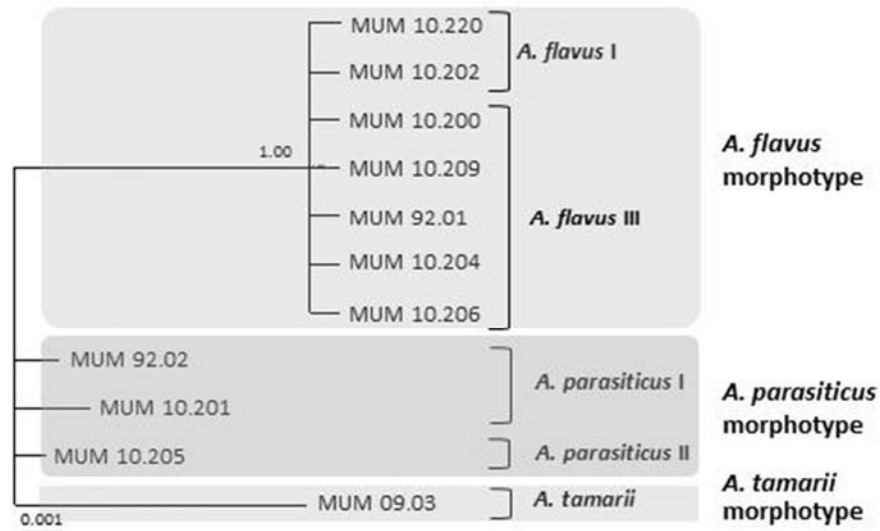 MUM 10.220
MUM 10.202
A. flavus I
MUM 10.200
MUM 10.209
MUM 92.01
MUM 10.204
MUM 10.206
A. flavus III
1.00
A. flavus
morphotype
MUM 92.02
MUM 10.201
A. parasiticus I
MUM 10.205
A. parasiticus II
A. parasiticus
morphotype
MUM 09.03
A. tamarii
A. tamarii
morphotype
0.001